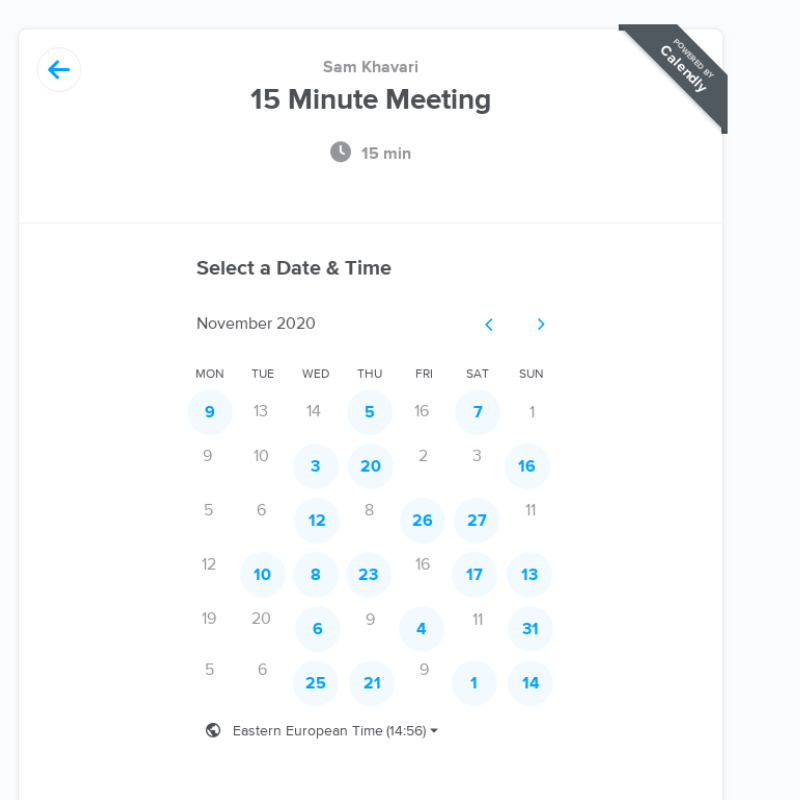 POWERED BY
Calendly
Sam Khavari
15 Minute Meeting
15 min
Select a Date & Time
November 2020
MON TUE WED THU FRI SAT SUN
9 13 14 5 16 7 1
9 10 3 20 2 3 16
5 6 12 8 26 27 11
12 10 8 23 16 17 13
19 20 6 9 4 11 31
5 6 25 21 9 1 14
Eastern European Time (14:56)